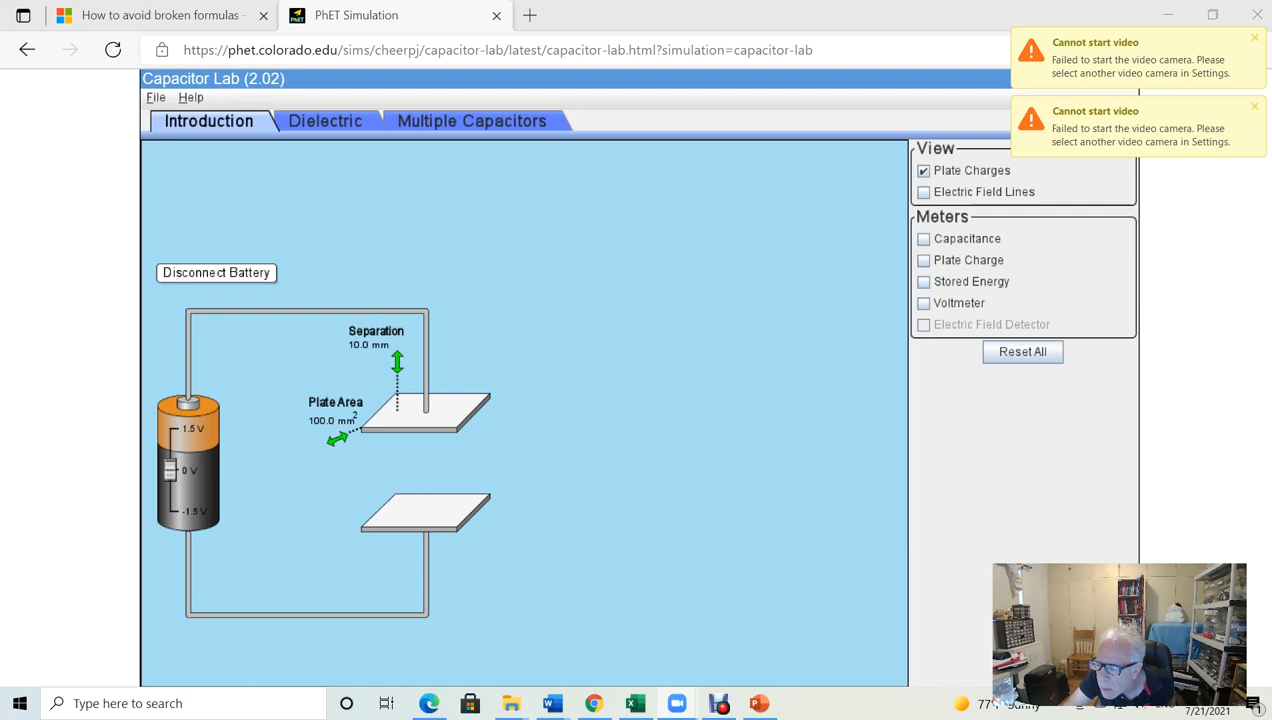 How to avoid broken formulas -
PhET Simulation
https://phet.colorado.edu/sims/cheerpj/capacitor-lab/latest/capacitor-lab.html?simulation=capacitor-lab
Cannot start video
Failed to start the video camera. Please
select another video camera in Settings.
Cannot start video
Failed to start the video camera. Please
select another video camera in Settings.
Capacitor Lab (2.02)
File Help
Introduction Dielectric Multiple Capacitors
View
Plate Charges
Electric Field Lines
Meters
Capacitance
Plate Charge
Stored Energy
Voltmeter
Electric Field Detector
Reset All
Disconnect Battery
Separation
10.0 mm
Plate Area
100.0 mm²
1.5 V
0 V
-1.5 V
Type here to search
77°
7/21/2021
1